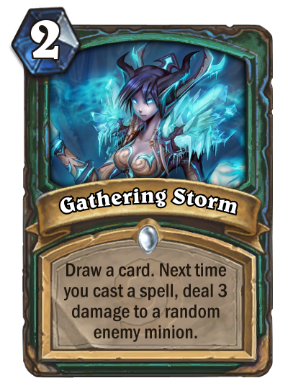 2
Gathering Storm
Draw a card. Next time
you cast a spell, deal 3
damage to a random
enemy minion.